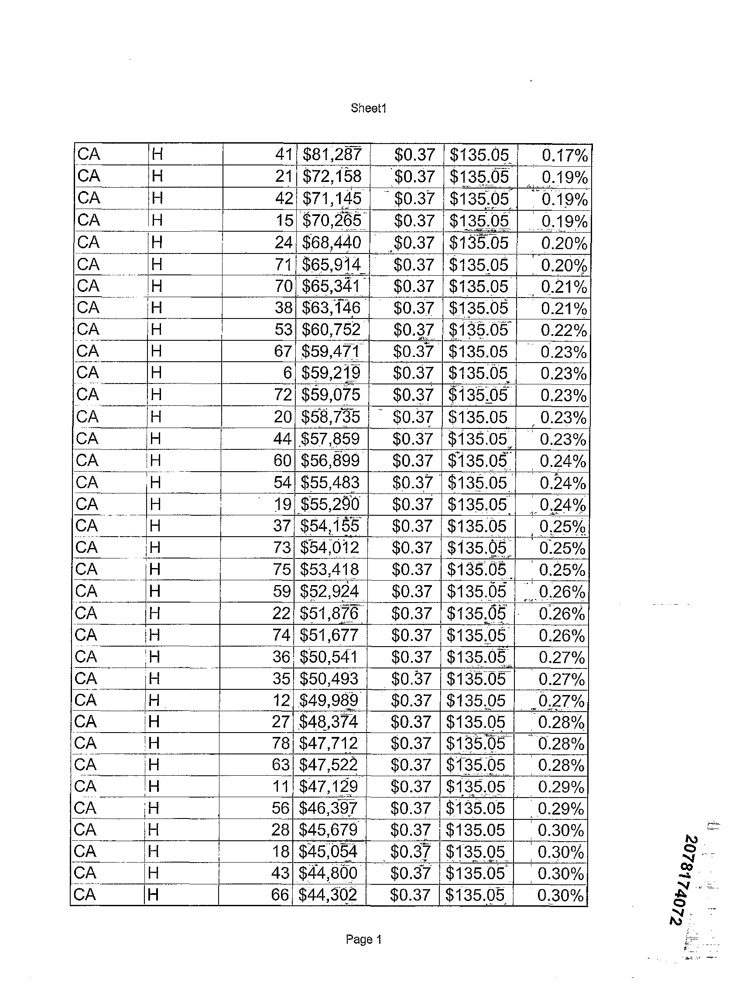 Sheet1
CA H 41 $81,287 $0.37 $135.05 0.17%
CA H 21 $72,158 $0.37 $135.05 0.19%
CA H 42 $71,145 $0.37 $135.05 0.19%
CA H 15 $70,265 $0.37 $135.05 0.19%
CA H 24 $68,440 $0.37 $135.05 0.20%
CA H 71 $65,914 $0.37 $135.05 0.20%
CA H 70 $65,341 $0.37 $135.05 0.21%
CA H 38 $63,146 $0.37 $135.05 0.21%
CA H 53 $60,752 $0.37 $135.05 0.22%
CA H 67 $59,471 $0.37 $135.05 0.23%
CA H 6 $59,219 $0.37 $135.05 0.23%
CA H 72 $59,075 $0.37 $135.05 0.23%
CA H 20 $58,735 $0.37 $135.05 0.23%
CA H 44 $57,859 $0.37 $135.05 0.23%
CA H 60 $56,899 $0.37 $135.05 0.24%
CA H 54 $55,483 $0.37 $135.05 0.24%
CA H 19 $55,290 $0.37 $135.05 0.24%
CA H 37 $54,155 $0.37 $135.05 0.25%
CA H 73 $54,012 $0.37 $135.05 0.25%
CA H 75 $53,418 $0.37 $135.05 0.25%
CA H 59 $52,924 $0.37 $135.05 0.26%
CA H 22 $51,876 $0.37 $135.05 0.26%
CA H 74 $51,677 $0.37 $135.05 0.26%
CA H 36 $50,541 $0.37 $135.05 0.27%
CA H 35 $50,493 $0.37 $135.05 0.27%
CA H 12 $49,989 $0.37 $135.05 0.27%
CA H 27 $48,374 $0.37 $135.05 0.28%
CA H 78 $47,712 $0.37 $135.05 0.28%
CA H 63 $47,522 $0.37 $135.05 0.28%
CA H 11 $47,129 $0.37 $135.05 0.29%
CA H 56 $46,397 $0.37 $135.05 0.29%
CA H 28 $45,679 $0.37 $135.05 0.30%
CA H 18 $45,054 $0.37 $135.05 0.30%
CA H 43 $44,800 $0.37 $135.05 0.30%
CA H 66 $44,302 $0.37 $135.05 0.30%
Page 1
2078174072